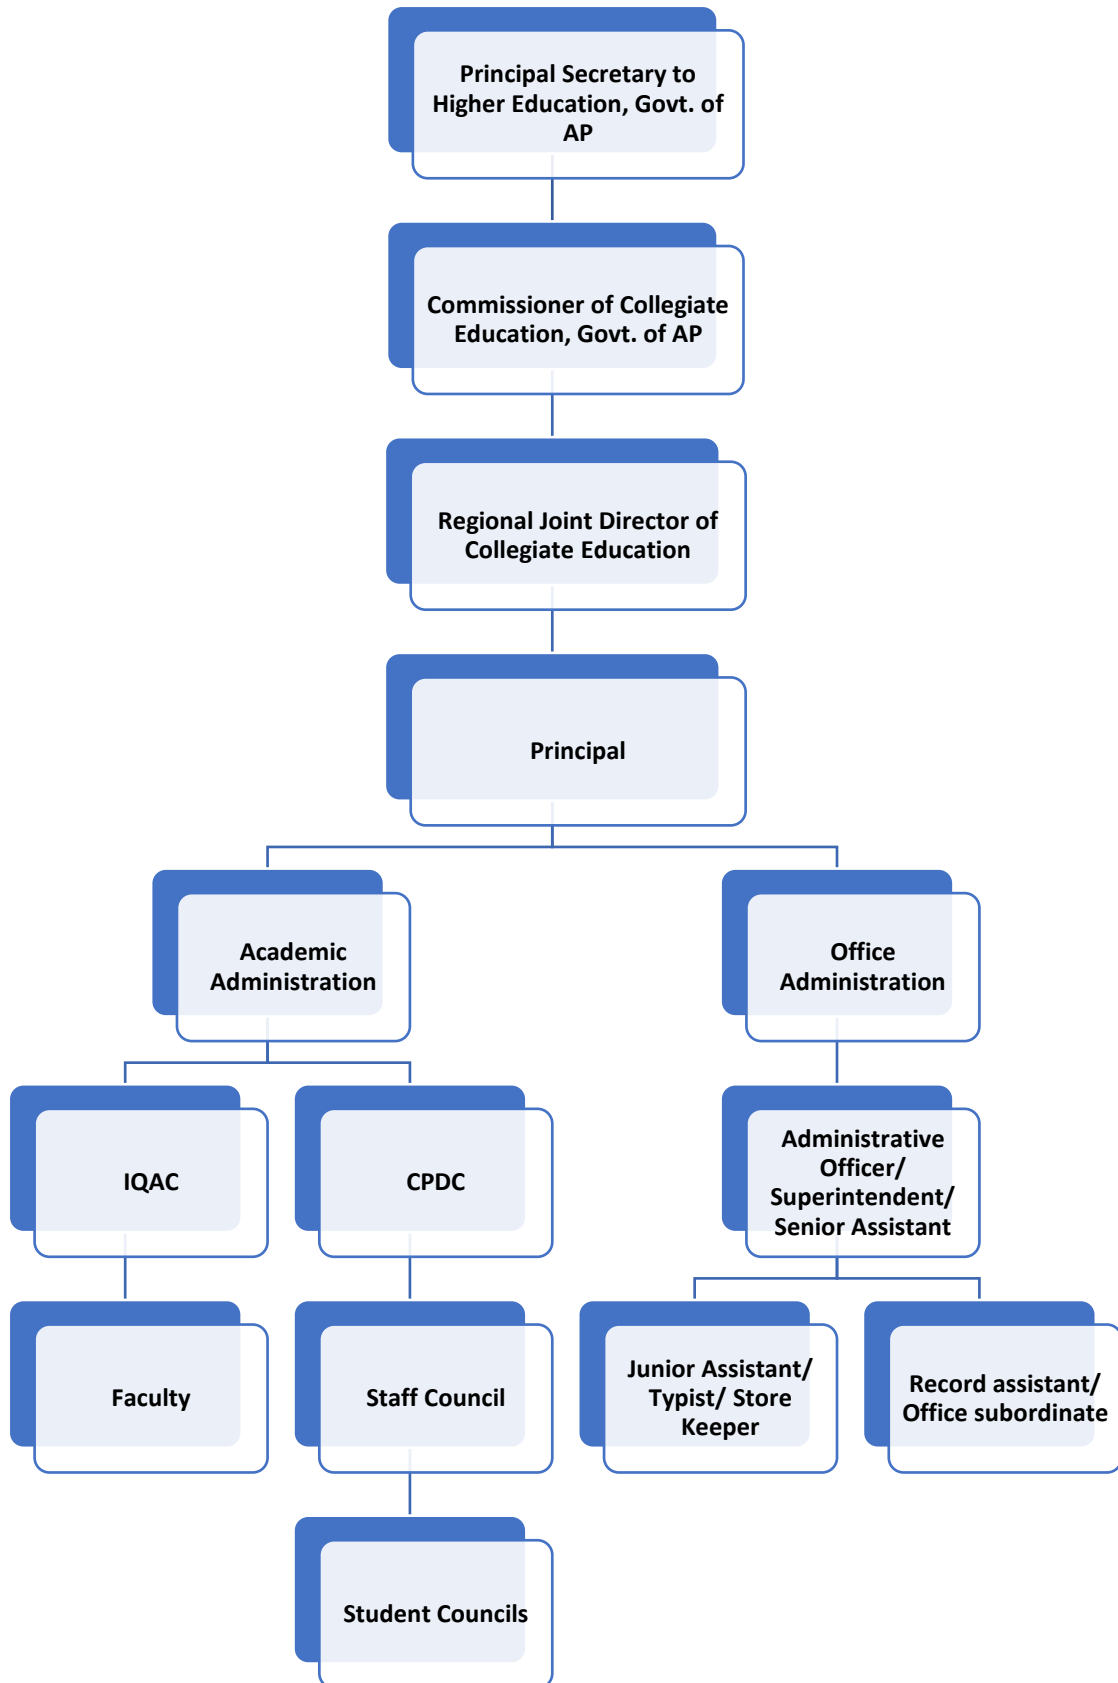 Principal Secretary to
Higher Education, Govt. of
AP
Commissioner of Collegiate
Education, Govt. of AP
Regional Joint Director of
Collegiate Education
Principal
Academic
Administration
Office
Administration
IQAC
CPDC
Administrative
Officer/
Superintendent/
Senior Assistant
Faculty
Staff Council
Junior Assistant/
Typist/ Store
Keeper
Record assistant/
Office subordinate
Student Councils